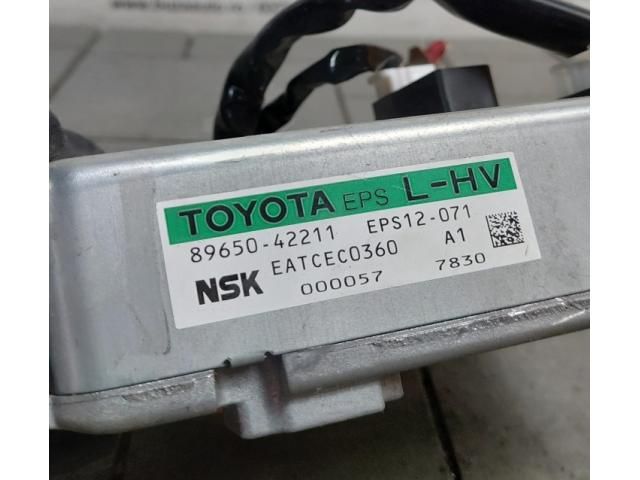 TOYOTA EPS L-HV
89650-42211 EPS12-071
NSK EATCEC0360 A1
000057 7830